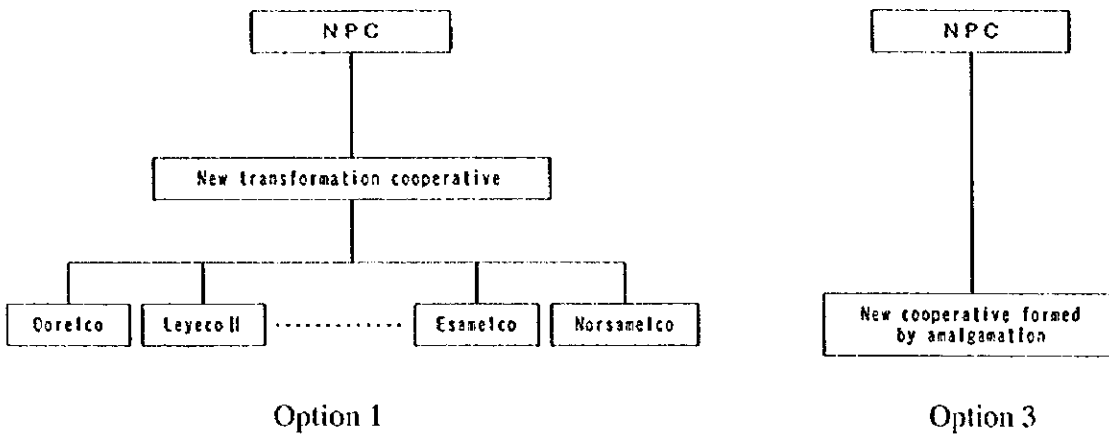 NPC
NPC
New transformation cooperative
Dorelco
Leyeco II
Esamelco
Norsamelco
New cooperative formed
by amalgamation
Option 1
Option 3